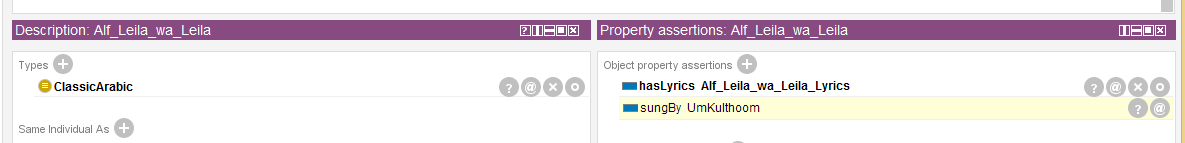 Description: Alf_Leila_wa_Leila
Types
ClassicArabic
Same Individual As
Property assertions: Alf_Leila_wa_Leila
Object property assertions
hasLyrics Alf_Leila_wa_Leila_Lyrics
sungBy UmKulthoom